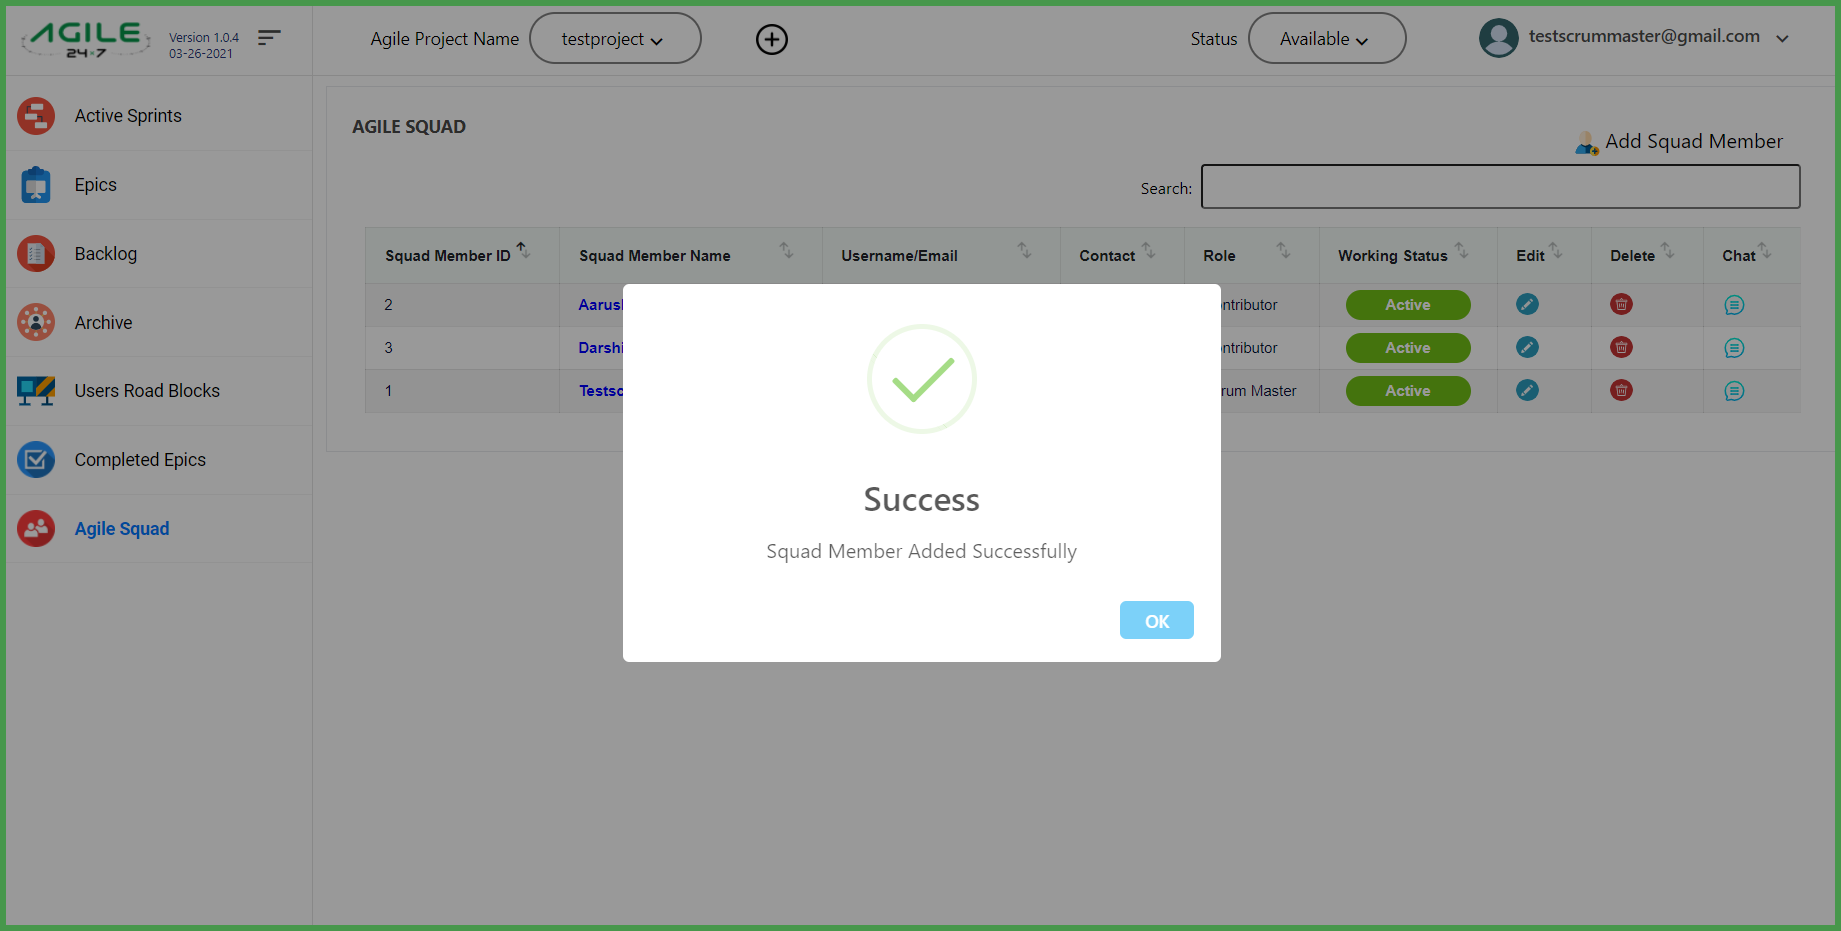 AGILE
24×7
Version 1.0.4
03-26-2021
Agile Project Name
testproject
Status
Available
testscrummaster@gmail.com
Active Sprints
Epics
Backlog
Archive
Users Road Blocks
Completed Epics
Agile Squad
AGILE SQUAD
Add Squad Member
Search:
Squad Member ID Squad Member Name Username/Email Contact Role Working Status Edit Delete Chat
2 Aarus ntributor Active
3 Darshi ntributor Active
1 Testsc rum Master Active
Success
Squad Member Added Successfully
OK